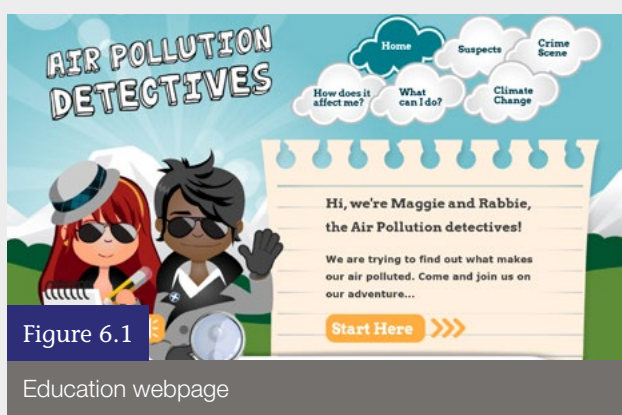 AIR POLLUTION
DETECTIVES
Home
Suspects
Crime
Scene
How does it
affect me?
What
can I do?
Climate
Change
Hi, we're Maggie and Rabbie,
the Air Pollution detectives!
We are trying to find out what makes
our air polluted. Come and join us on
our adventure...
Start Here
Figure 6.1
Education webpage